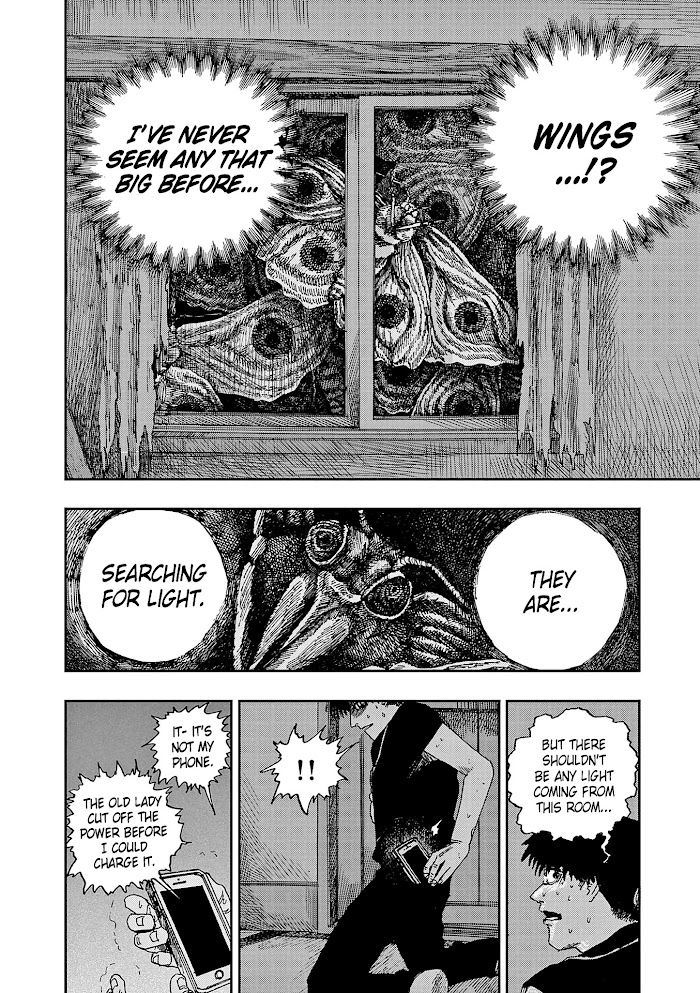 WINGS
...!?
I'VE NEVER
SEEM ANY THAT
BIG BEFORE...
THEY
ARE...
SEARCHING
FOR LIGHT.
BUT THERE
SHOULDN'T
BE ANY LIGHT
COMING FROM
THIS ROOM...
!!
IT- IT'S
NOT MY
PHONE.
THE OLD LADY
CUT OFF THE
POWER BEFORE
I COULD
CHARGE IT.